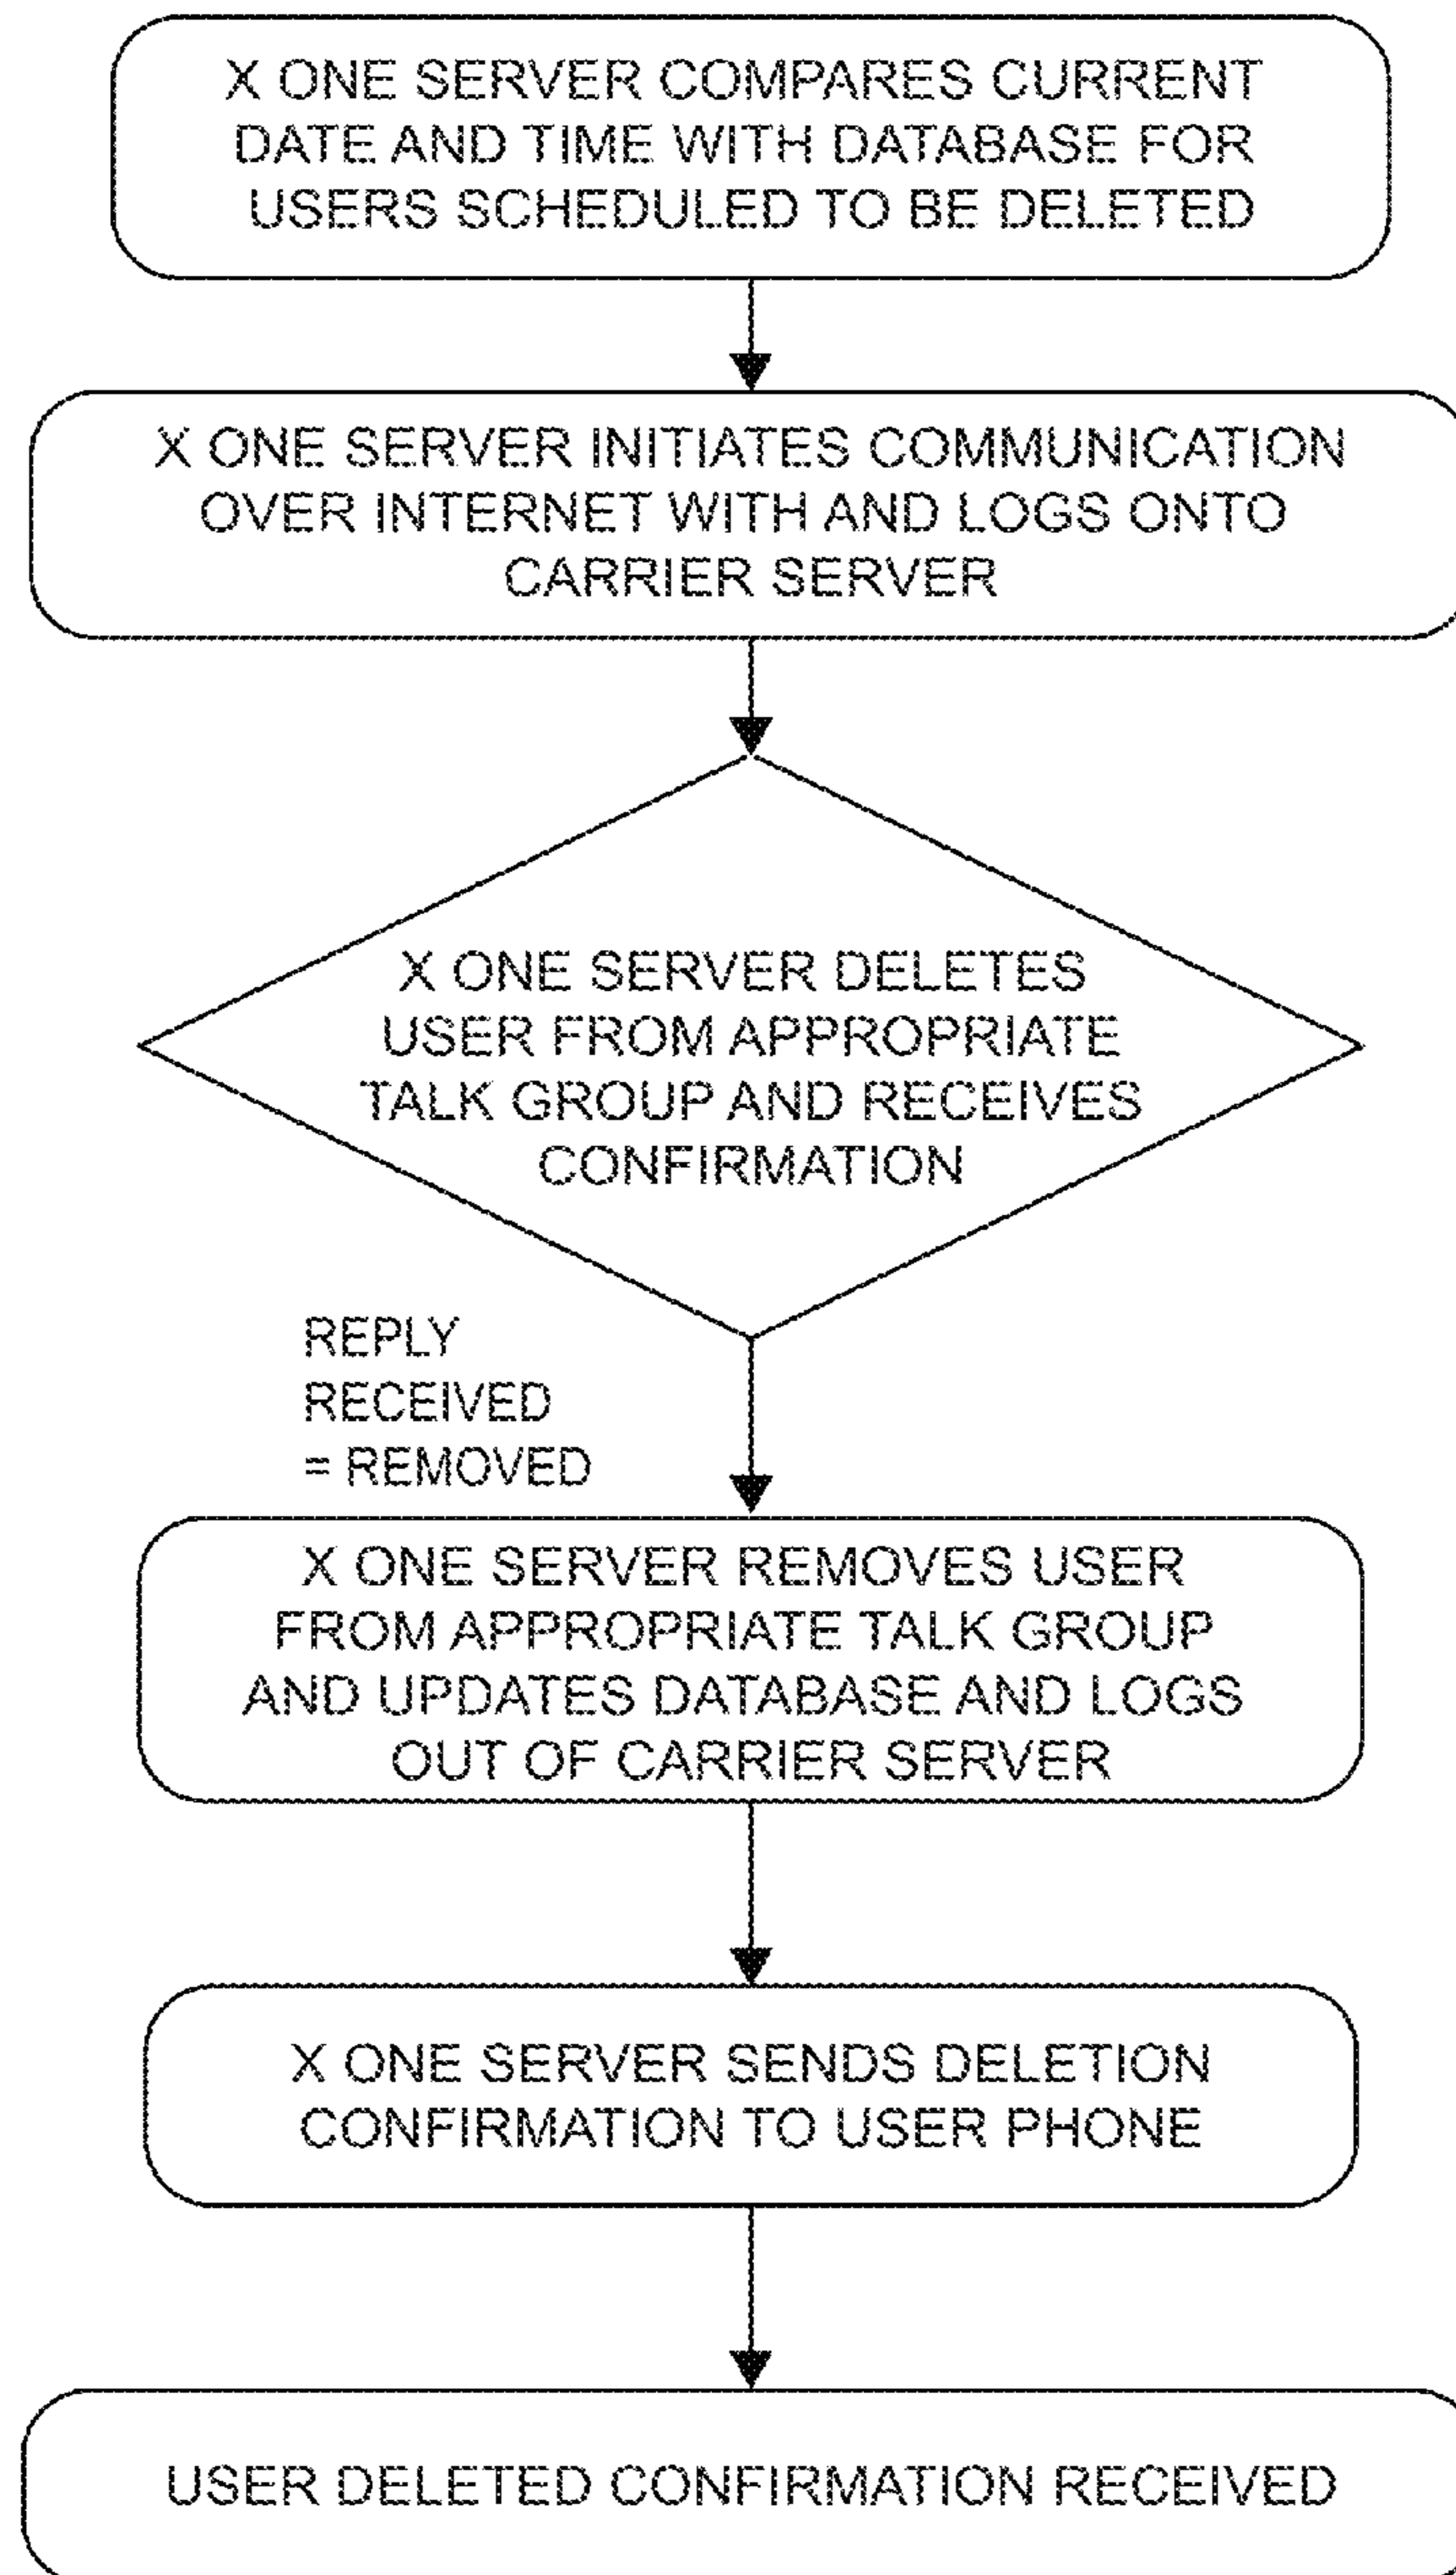 X ONE SERVER COMPARES CURRENT
DATE AND TIME WITH DATABASE FOR
USERS SCHEDULED TO BE DELETED
X ONE SERVER INITIATES COMMUNICATION
OVER INTERNET WITH AND LOGS ONTO
CARRIER SERVER
X ONE SERVER DELETES
USER FROM APPROPRIATE
TALK GROUP AND RECEIVES
CONFIRMATION
REPLY
RECEIVED
= REMOVED
X ONE SERVER REMOVES USER
FROM APPROPRIATE TALK GROUP
AND UPDATES DATABASE AND LOGS
OUT OF CARRIER SERVER
X ONE SERVER SENDS DELETION
CONFIRMATION TO USER PHONE
USER DELETED CONFIRMATION RECEIVED